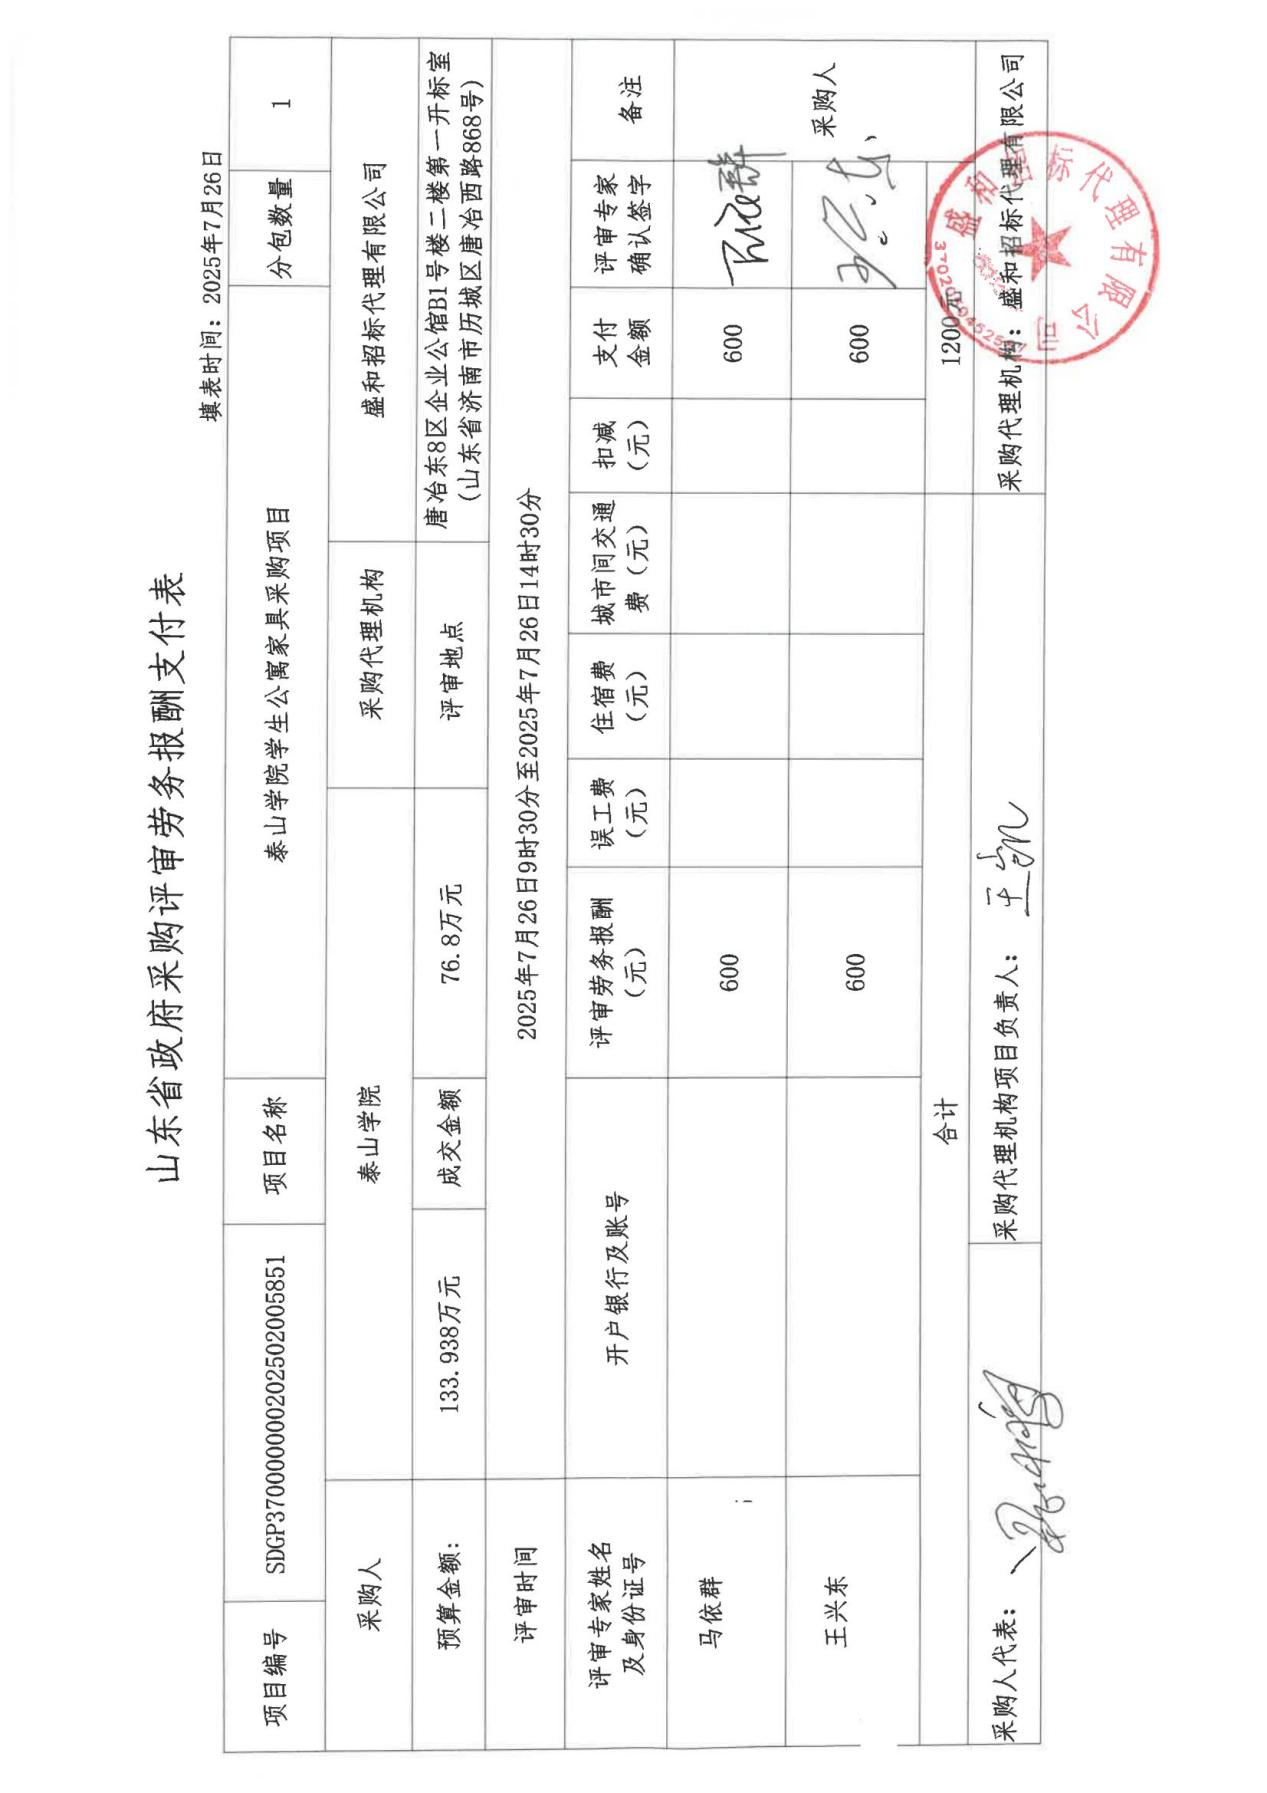 山东省政府采购评审劳务报酬支付表
填表时间：2025年7月26日
项目编号 SDGP370000000202502005851 项目名称 泰山学院学生公寓家具采购项目 分包数量 1
采购人 泰山学院 采购代理机构 盛和招标代理有限公司
预算金额： 133.938万元 成交金额 76.8万元 评审地点 唐冶东8区企业公馆B1号楼二楼第一开标室
（山东省济南市历城区唐冶西路868号）
评审时间 2025年7月26日9时30分至2025年7月26日14时30分
评审专家姓名 开户银行及账号 评审劳务报酬 误工费 住宿费 城市间交通 扣减 支付 评审专家 备注
及身份证号 （元） （元） （元） 费（元） （元） 金额 确认签字
马依群 600 600 马依群
王兴东 600 600 采购人
合计 1200元
采购人代表： 采购代理机构项目负责人： 王凯 采购代理机构：盛和招标代理有限公司
盛和招标代理有限公司